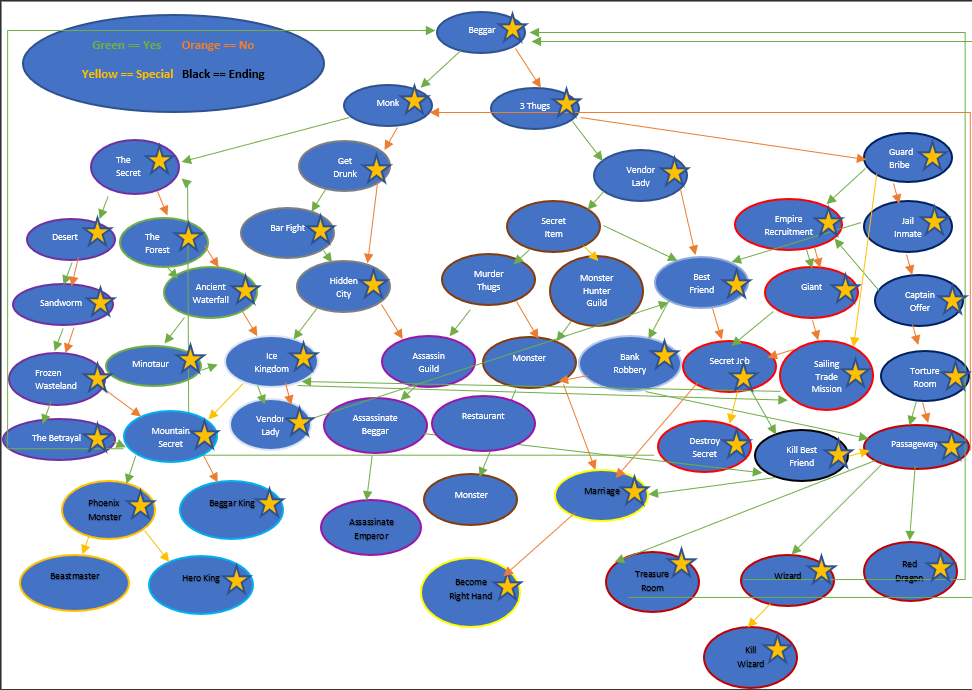 Beggar
Green == Yes Orange == No
Yellow == Special Black == Ending
Monk
3 Thugs
The
Secret
Get
Drunk
Vendor
Lady
Guard
Bribe
Desert
The
Forest
Bar Fight
Secret
Item
Empire
Recruitment
Jail
Inmate
Sandworm
Ancient
Waterfall
Hidden
City
Murder
Thugs
Monster
Hunter
Guild
Best
Friend
Giant
Captain
Offer
Frozen
Wasteland
Minotaur
Ice
Kingdom
Assassin
Guild
Monster
Bank
Robbery
Secret Job
Sailing
Trade
Mission
Torture
Room
The Betrayal
Mountain
Secret
Vendor
Lady
Assassinate
Beggar
Restaurant
Destroy
Secret
Kill Best
Friend
Passageway
Phoenix
Monster
Beggar King
Assassinate
Emperor
Monster
Marriage
Beastmaster
Hero King
Become
Right Hand
Treasure
Room
Wizard
Red
Dragon
Kill
Wizard